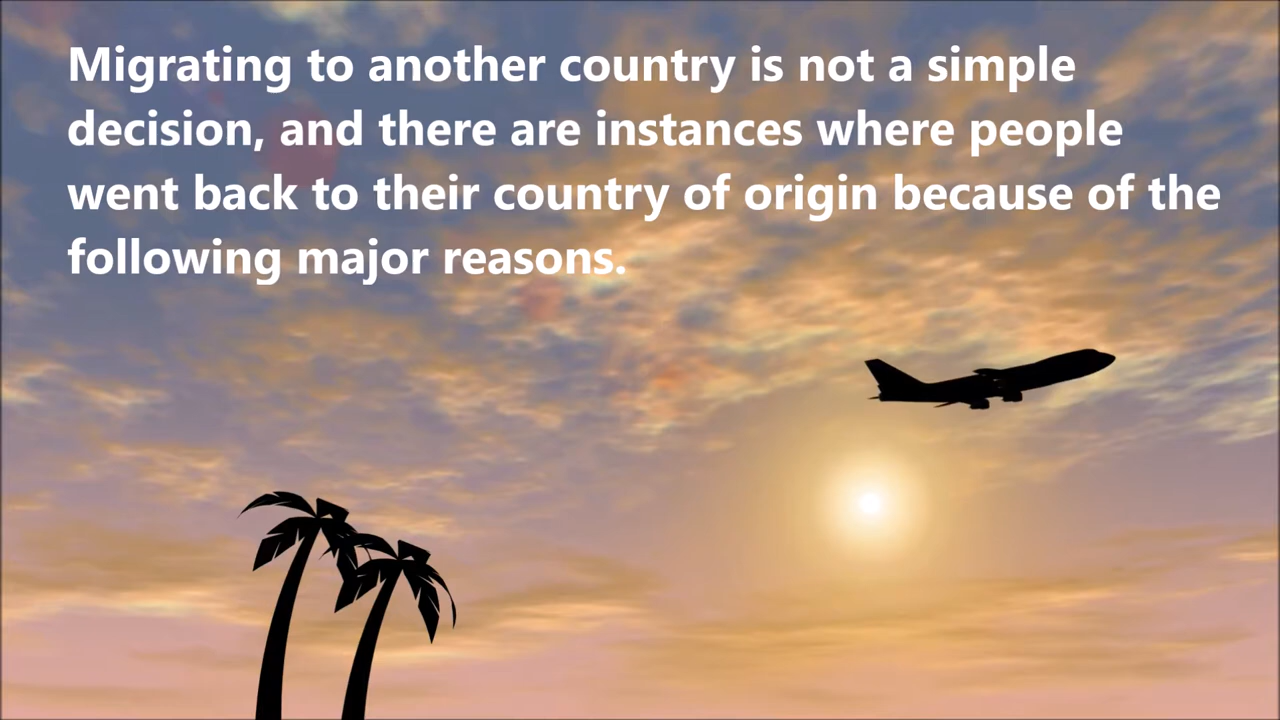 Migrating to another country is not a simple
decision, and there are instances where people
went back to their country of origin because of the
following major reasons.